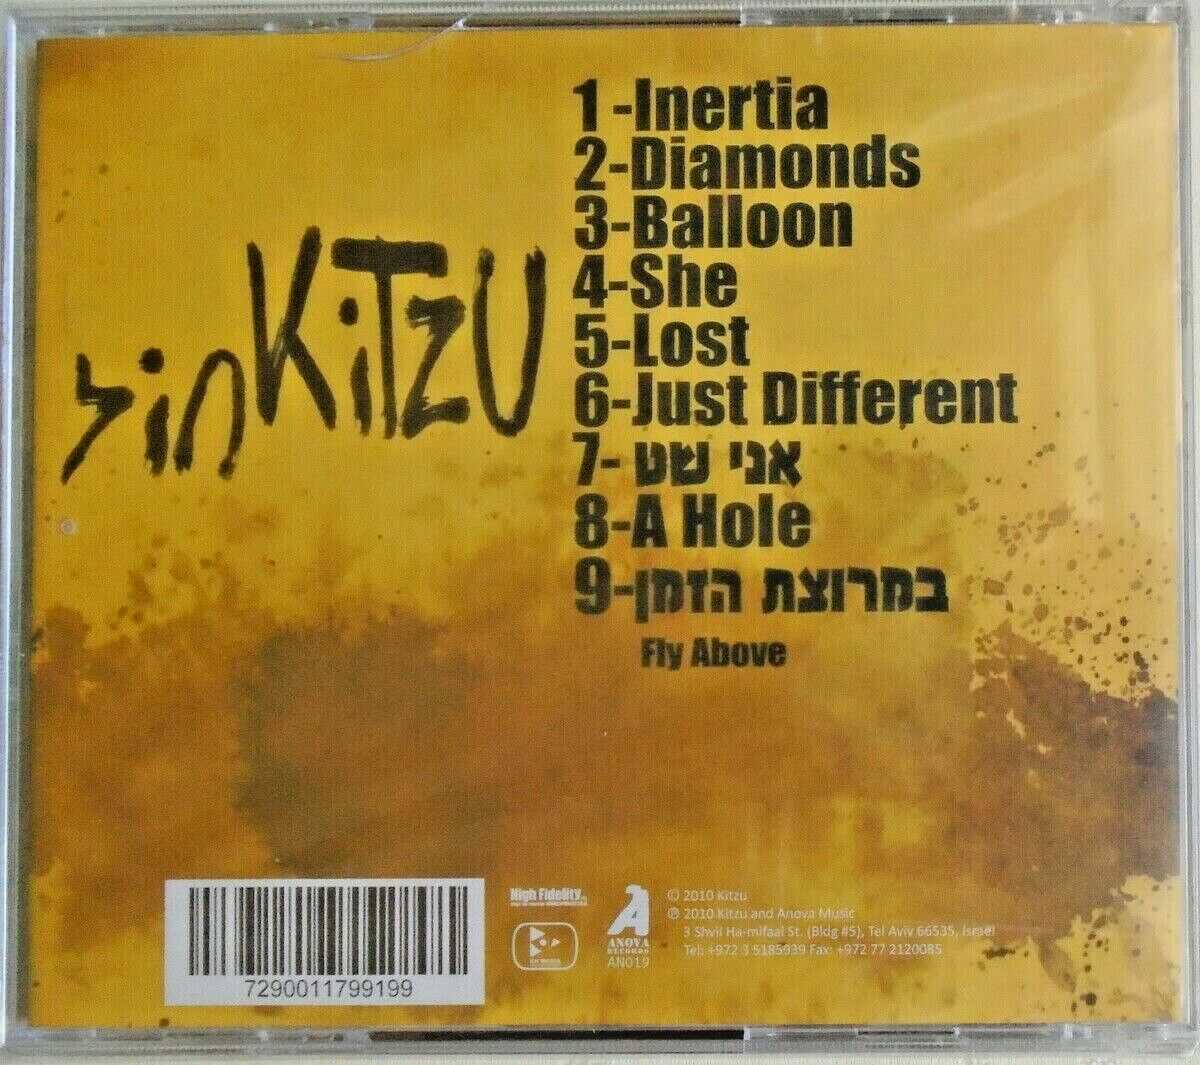 KiTZU
1 -Inertia
2-Diamonds
3-Balloon
4-She
5-Lost
6-Just Different
7- אני שט
8-A Hole
9-במרוצת הזמן
Fly Above
7290011799199
High Fidelity
ANOVA
RECORDS
AN019
© 2010 Kitzu
℗ 2010 Kitzu and Anova Music
3 Shvil Ha-mifaal St. (Bldg #5), Tel Aviv 66535, Israel
Tel: +972 3 5185939 Fax: +972 77 2120085